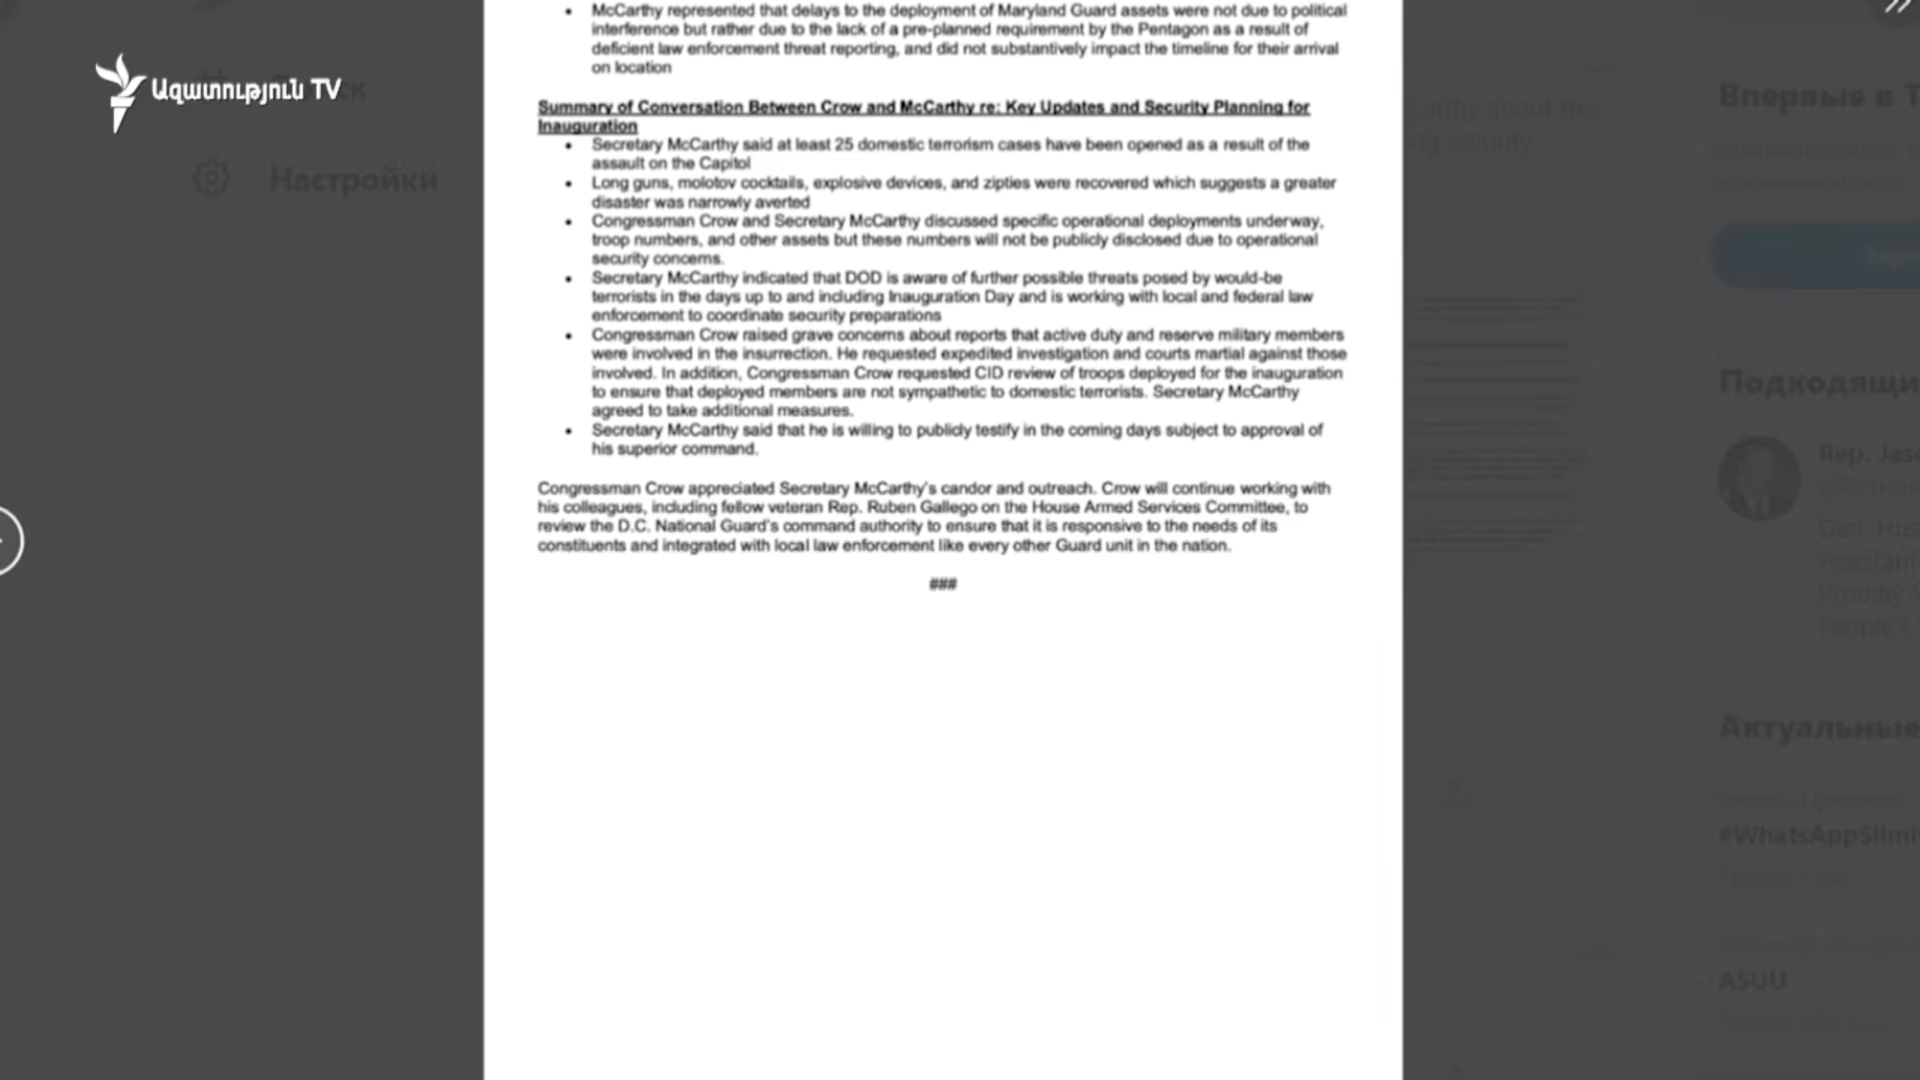 McCarthy represented that delays to the deployment of Maryland Guard assets were not due to political
interference but rather due to the lack of a pre-planned requirement by the Pentagon as a result of
deficient law enforcement threat reporting, and did not substantively impact the timeline for their arrival
on location
Ազատություն TV
Настройки
Summary of Conversation Between Crow and McCarthy re: Key Updates and Security Planning for
Inauguration
Secretary McCarthy said at least 25 domestic terrorism cases have been opened as a result of the
assault on the Capitol
Long guns, molotov cocktails, explosive devices, and zipties were recovered which suggests a greater
disaster was narrowly averted
Congressman Crow and Secretary McCarthy discussed specific operational deployments underway,
troop numbers, and other assets but these numbers will not be publicly disclosed due to operational
security concerns.
Secretary McCarthy indicated that DOD is aware of further possible threats posed by would-be
terrorists in the days up to and including Inauguration Day and is working with local and federal law
enforcement to coordinate security preparations
Congressman Crow raised grave concerns about reports that active duty and reserve military members
were involved in the insurrection. He requested expedited investigation and courts martial against those
involved. In addition, Congressman Crow requested CID review of troops deployed for the inauguration
to ensure that deployed members are not sympathetic to domestic terrorists. Secretary McCarthy
agreed to take additional measures.
Secretary McCarthy said that he is willing to publicly testify in the coming days subject to approval of
his superior command.
Congressman Crow appreciated Secretary McCarthy's candor and outreach. Crow will continue working with
his colleagues, including fellow veteran Rep. Ruben Gallego on the House Armed Services Committee, to
review the D.C. National Guard's command authority to ensure that it is responsive to the needs of its
constituents and integrated with local law enforcement like every other Guard unit in the nation.
###
about the
security
Впервые в
Rep.
Dad.
Assistant
People's
ASUU